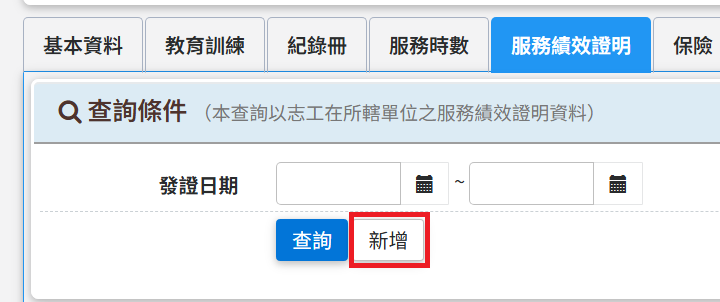 基本資料 教育訓練 紀錄冊 服務時數 服務績效證明 保險
查詢條件 （本查詢以志工在所轄單位之服務績效證明資料）
發證日期 ~
查詢 新增